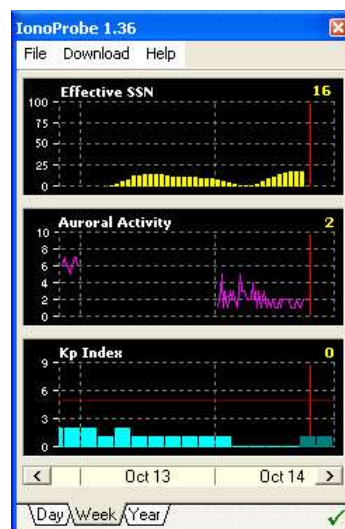 IonoProbe 1.36
File Download Help
Effective SSN 16
100
75
50
25
0
Auroral Activity 2
10
8
6
4
2
0
Kp Index 0
9
6
3
0
< Oct 13 Oct 14 >
Day Week Year